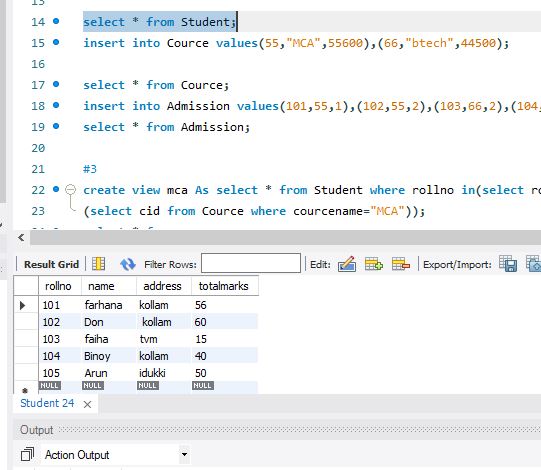 13
14 select * from Student;
15 insert into Cource values(55,"MCA",55600),(66,"btech",44500);
16
17 select * from Cource;
18 insert into Admission values(101,55,1),(102,55,2),(103,66,2),(104,
19 select * from Admission;
20
21 #3
22 create view mca As select * from Student where rollno in(select ro
23 (select cid from Cource where courcename="MCA"));
Result Grid Filter Rows: Edit: Export/Import:
rollno name address totalmarks
101 farhana kollam 56
102 Don kollam 60
103 faiha tvm 15
104 Binoy kollam 40
105 Arun idukki 50
NULL NULL NULL NULL
Student 24
Output
Action Output